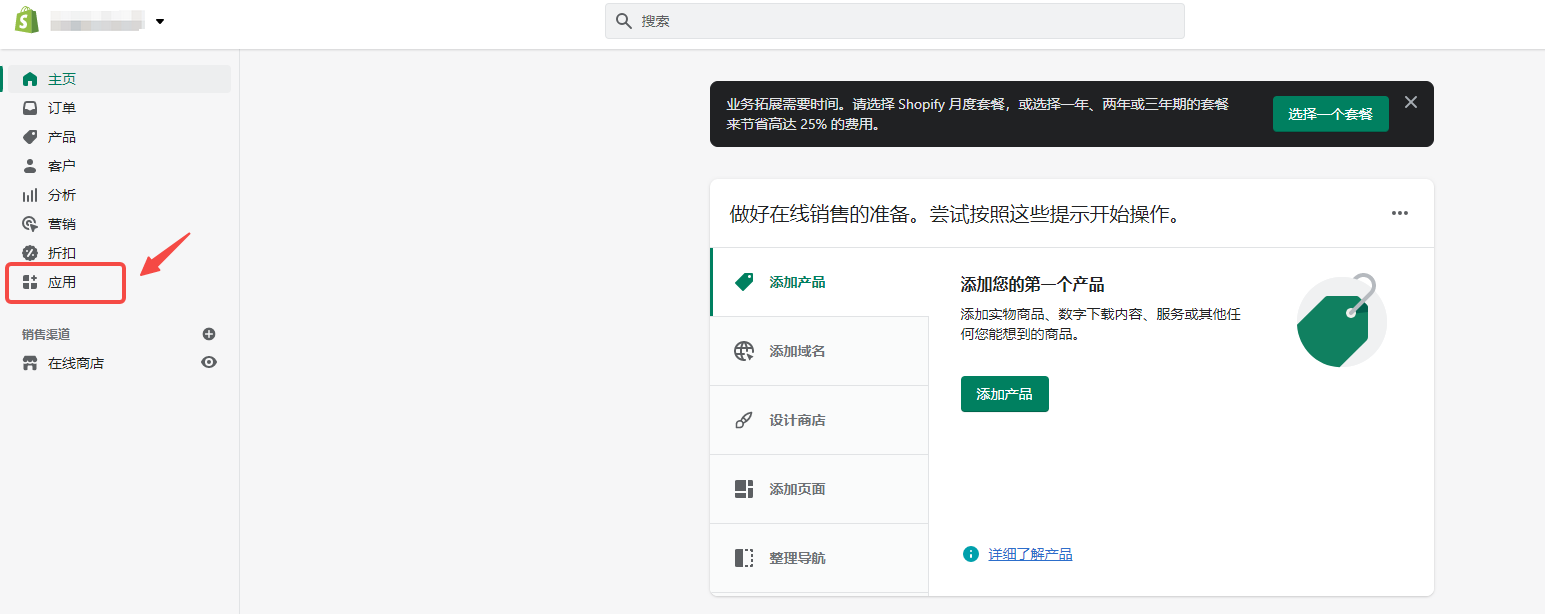 搜索
主页
订单
产品
客户
分析
营销
折扣
应用
销售渠道
在线商店
业务拓展需要时间。请选择 Shopify 月度套餐，或选择一年、两年或三年期的套餐
来节省高达 25% 的费用。
选择一个套餐
做好在线销售的准备。尝试按照这些提示开始操作。
添加产品
添加域名
设计商店
添加页面
整理导航
添加您的第一个产品
添加实物商品、数字下载内容、服务或其他任
何您能想到的商品。
添加产品
详细了解产品